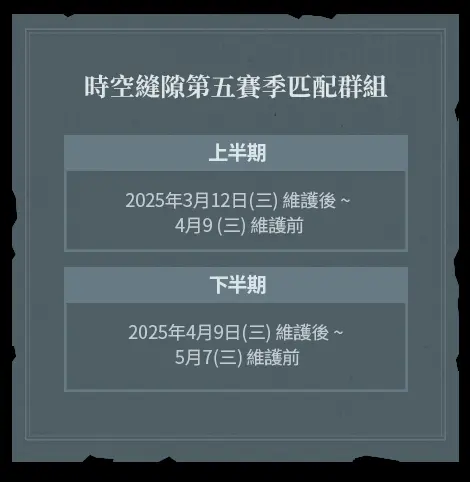 時空縫隙第五賽季匹配群組
上半期
2025年3月12日(三) 維護後 ~
4月9 (三) 維護前
下半期
2025年4月9日(三) 維護後 ~
5月7(三) 維護前